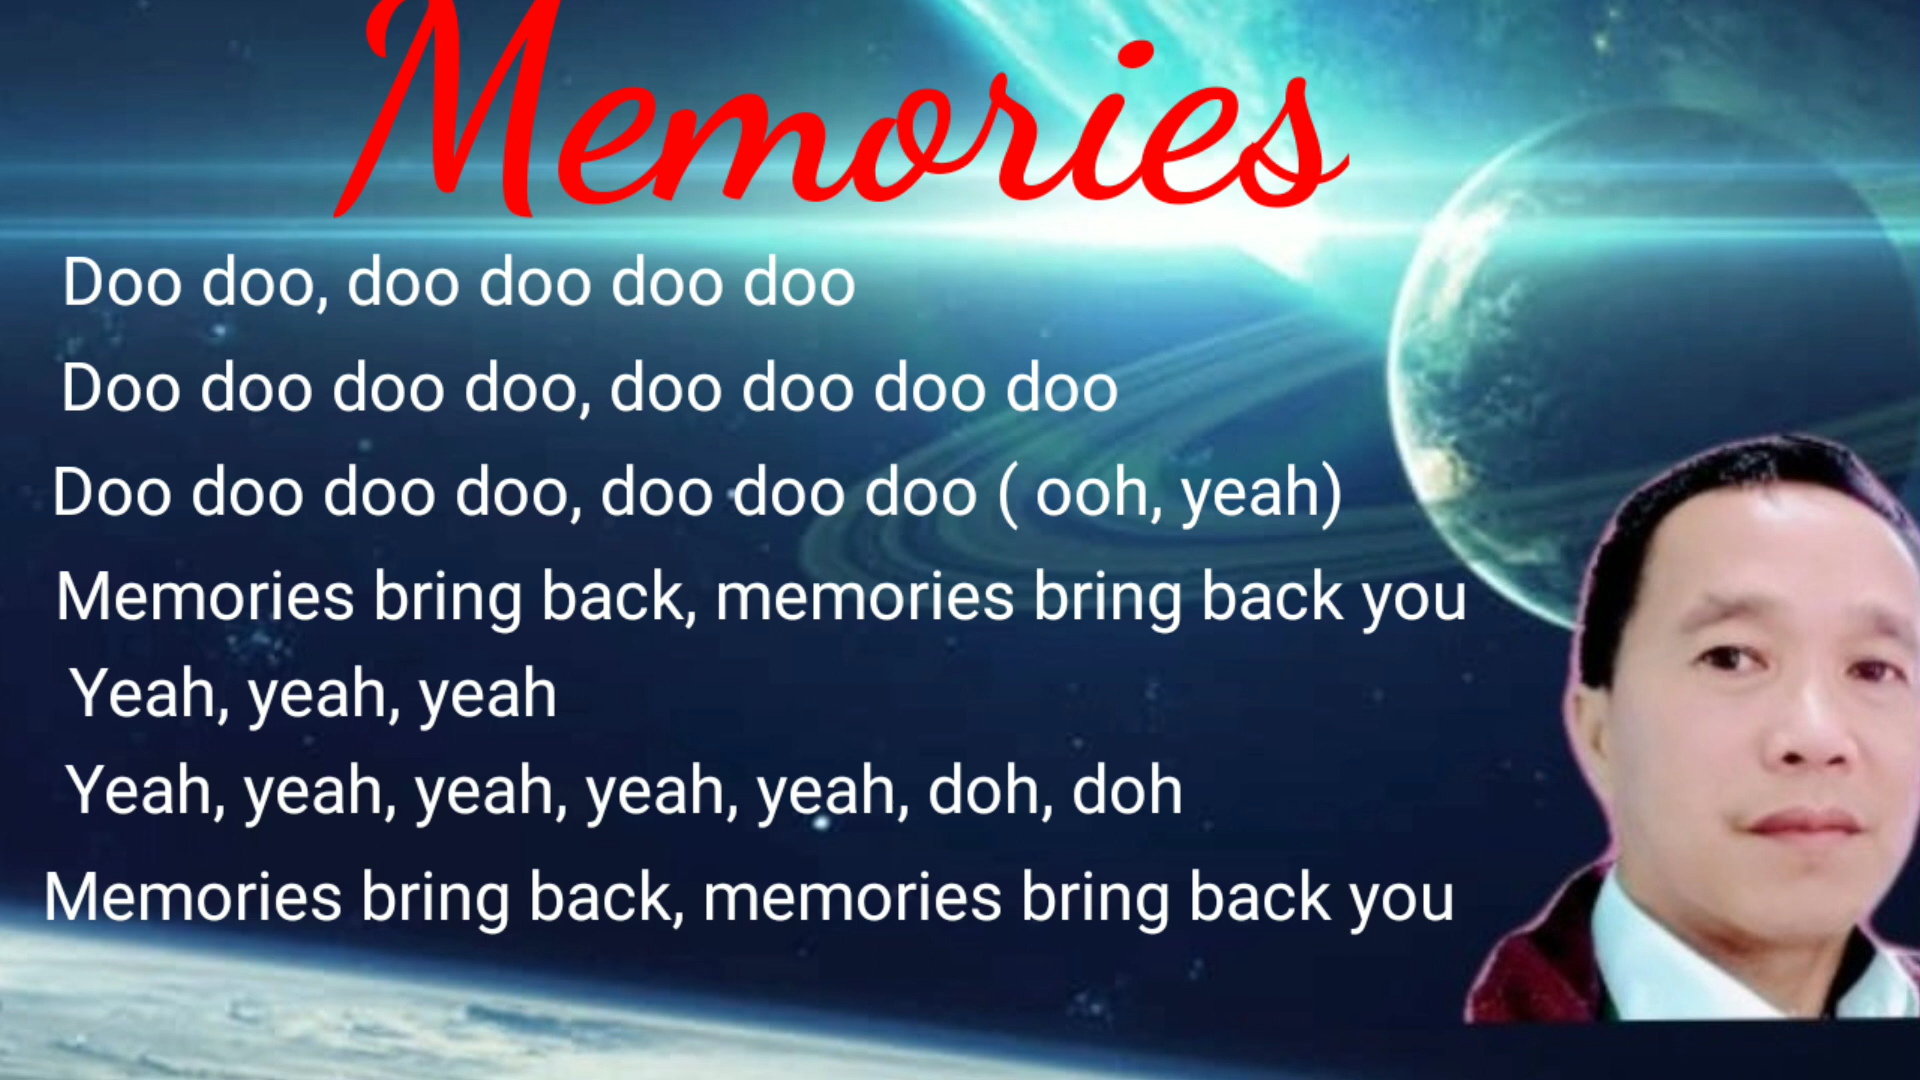 Memories
Doo doo, doo doo doo doo
Doo doo doo doo, doo doo doo doo
Doo doo doo doo, doo doo doo ( ooh, yeah)
Memories bring back, memories bring back you
Yeah, yeah, yeah
Yeah, yeah, yeah, yeah, yeah, doh, doh
Memories bring back, memories bring back you